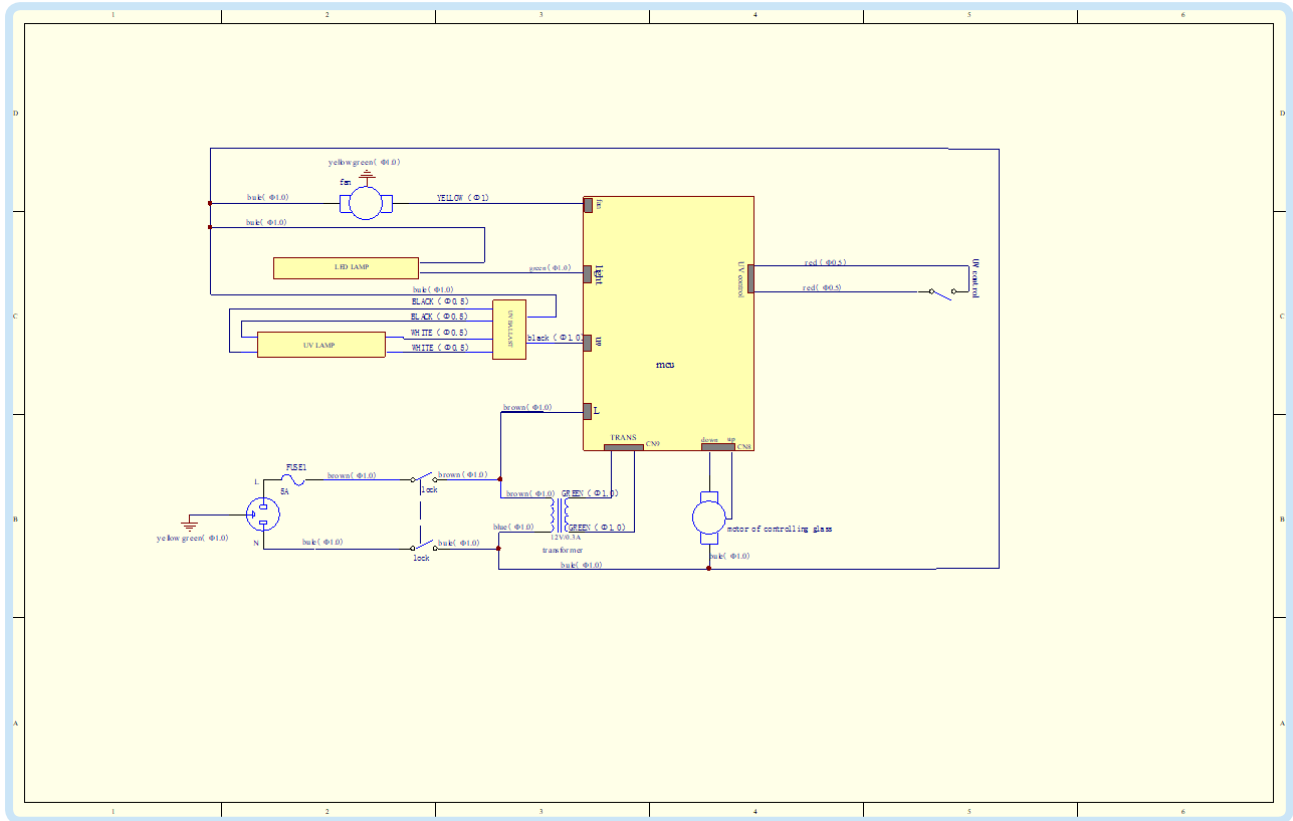 1 2 3 4 5 6
D D
yellowgreen( Φ1.0)
fan
bule( Φ1.0)
YELLOW (Φ1)
fan
bule( Φ1.0)
LED LAMP
green( Φ1.0)
light
red ( Φ0.5)
UV control
UV control
red( Φ0.5)
bule( Φ1.0)
BLACK (Φ0.8)
C C
BLACK (Φ0.8)
UV BALLAST
WHITE (Φ0.8)
black (Φ1.0)
uv
UV LAMP
WHITE (Φ0.8)
mcu
brown( Φ1.0)
L
TRANS
CN9
down up
CN8
FUSE1
L
brown( Φ1.0)
brown( Φ1.0)
5A
lock
brown( Φ1.0)
GREEN (Φ1.0)
B B
yellow green( Φ1.0)
N
blue( Φ1.0)
GREEN (Φ1.0)
motor of controlling glass
12V/0.3A
bule( Φ1.0)
bule( Φ1.0)
lock
transformer
bule( Φ1.0)
bule( Φ1.0)
A A
1 2 3 4 5 6